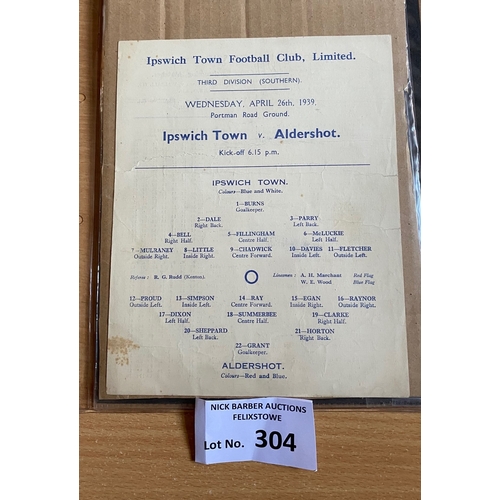 Ipswich Town Football Club, Limited.
THIRD DIVISION (SOUTHERN).
WEDNESDAY, APRIL 26th, 1939.
Portman Road Ground.
Ipswich Town v. Aldershot.
Kick-off 6.15 p.m.
IPSWICH TOWN.
Colours—Blue and White.
1—BURNS
Goalkeeper.
2—DALE 3—PARRY
Right Back. Left Back.
4—BELL 5—FILLINGHAM 6—McLUCKIE
Right Half. Centre Half. Left Half.
7—MULRANEY 8—LITTLE 9—CHADWICK 10—DAVIES 11—FLETCHER
Outside Right. Inside Right. Centre Forward. Inside Left. Outside Left.
Referee: R. G. Rudd (Kenton). Linesmen: A. H. Marchant Red Flag
W. E. Wood Blue Flag
12—PROUD 13—SIMPSON 14—RAY 15—EGAN 16—RAYNOR
Outside Left. Inside Left. Centre Forward. Inside Right. Outside Right.
17—DIXON 18—SUMMERBEE 19—CLARKE
Left Half. Centre Half. Right Half.
20—SHEPPARD 21—HORTON
Left Back. Right Back.
22—GRANT
Goalkeeper.
ALDERSHOT.
Colours—Red and Blue.
NICK BARBER AUCTIONS
FELIXSTOWE
Lot No. 304